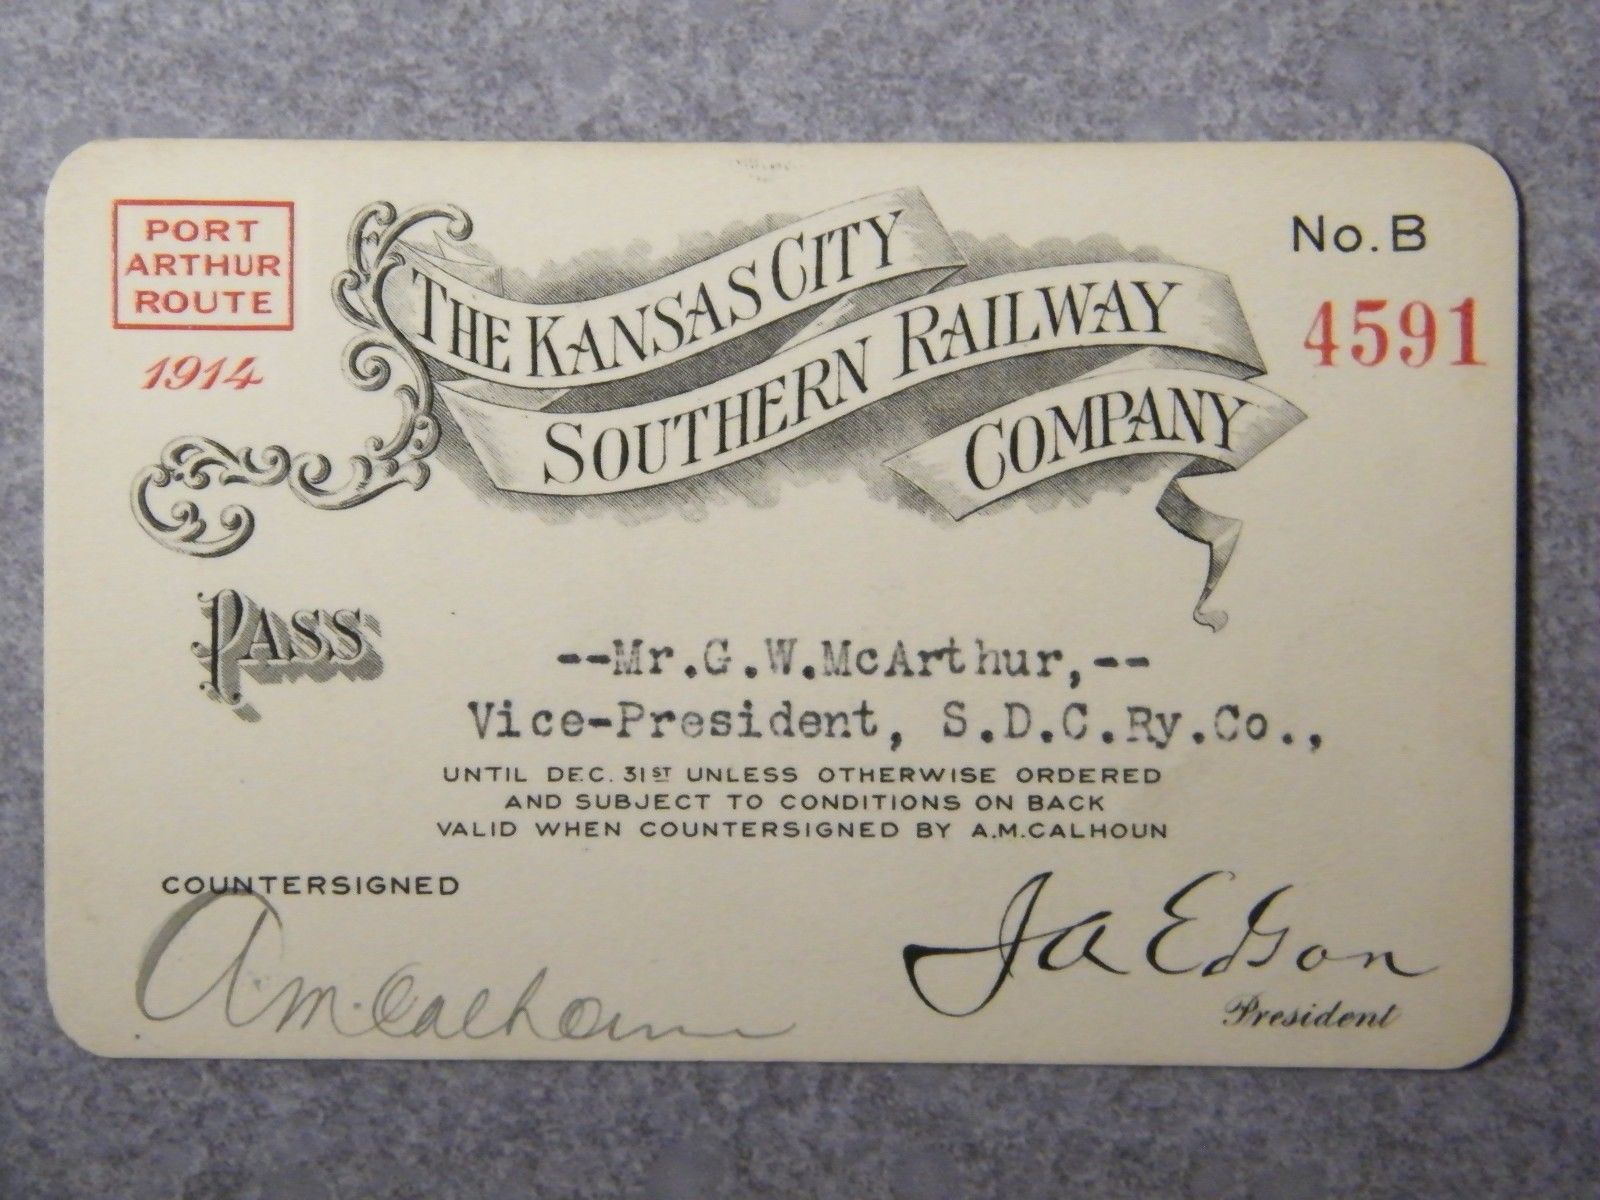 PORT
ARTHUR
ROUTE
1914
THE KANSAS CITY
SOUTHERN RAILWAY
COMPANY
No. B
4591
PASS
--Mr.G.W.McArthur,--
Vice-President, S.D.C.Ry.Co.,
UNTIL DEC. 31ST UNLESS OTHERWISE ORDERED
AND SUBJECT TO CONDITIONS ON BACK
VALID WHEN COUNTERSIGNED BY A.M.CALHOUN
COUNTERSIGNED
A.M. Calhoun
J A Edson
President